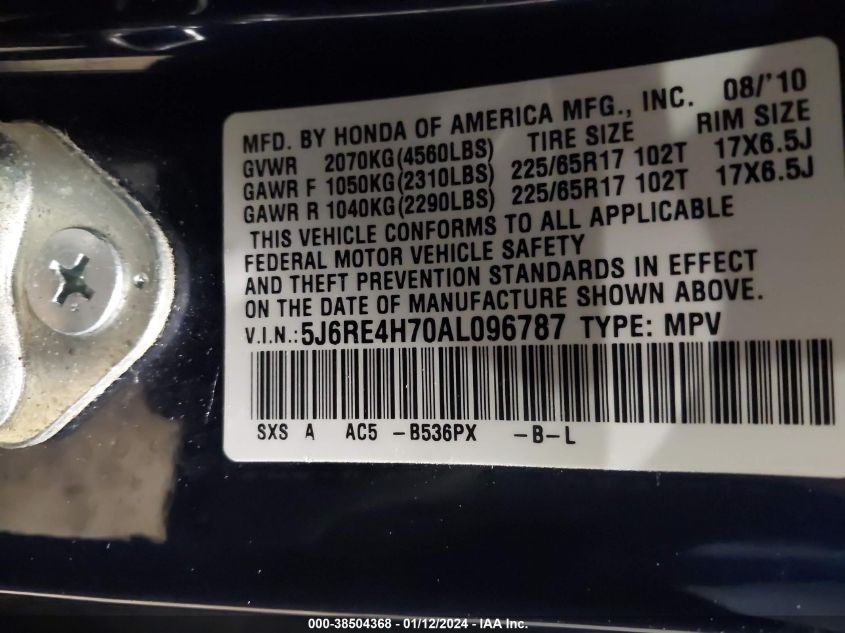 MFD. BY HONDA OF AMERICA MFG., INC. 08/'10
GVWR 2070KG(4560LBS) TIRE SIZE RIM SIZE
GAWR F 1050KG(2310LBS) 225/65R17 102T 17X6.5J
GAWR R 1040KG(2290LBS) 225/65R17 102T 17X6.5J
THIS VEHICLE CONFORMS TO ALL APPLICABLE
FEDERAL MOTOR VEHICLE SAFETY
AND THEFT PREVENTION STANDARDS IN EFFECT
ON THE DATE OF MANUFACTURE SHOWN ABOVE.
V.I.N.:5J6RE4H70AL096787 TYPE: MPV
SXS A AC5 -B536PX -B-L
000-38504368 - 01/12/2024 - IAA Inc.